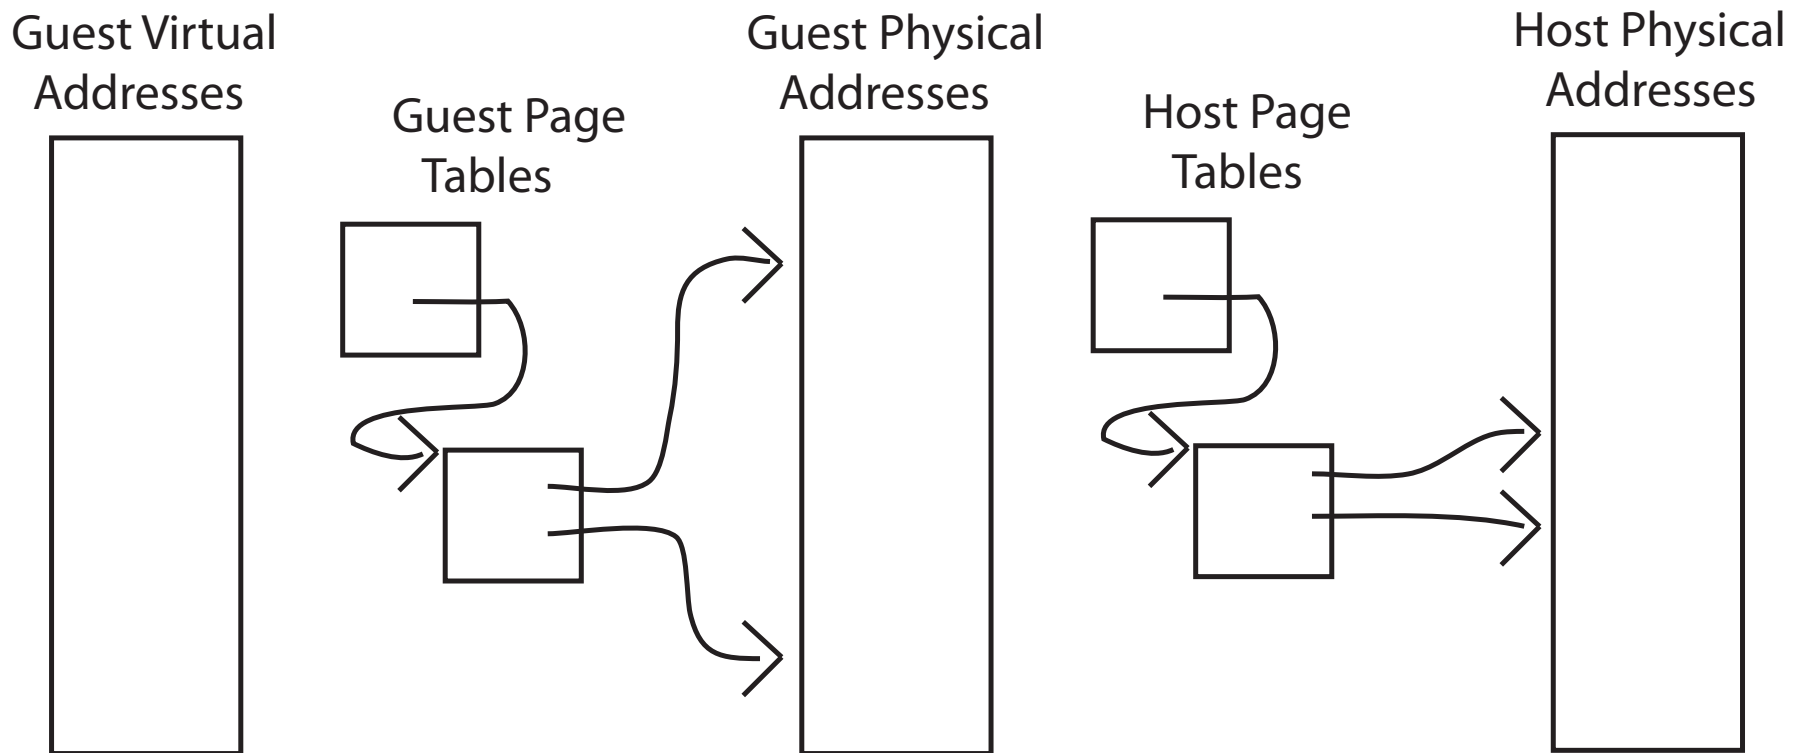 Guest Virtual
Addresses
Guest Page
Tables
Guest Physical
Addresses
Host Page
Tables
Host Physical
Addresses